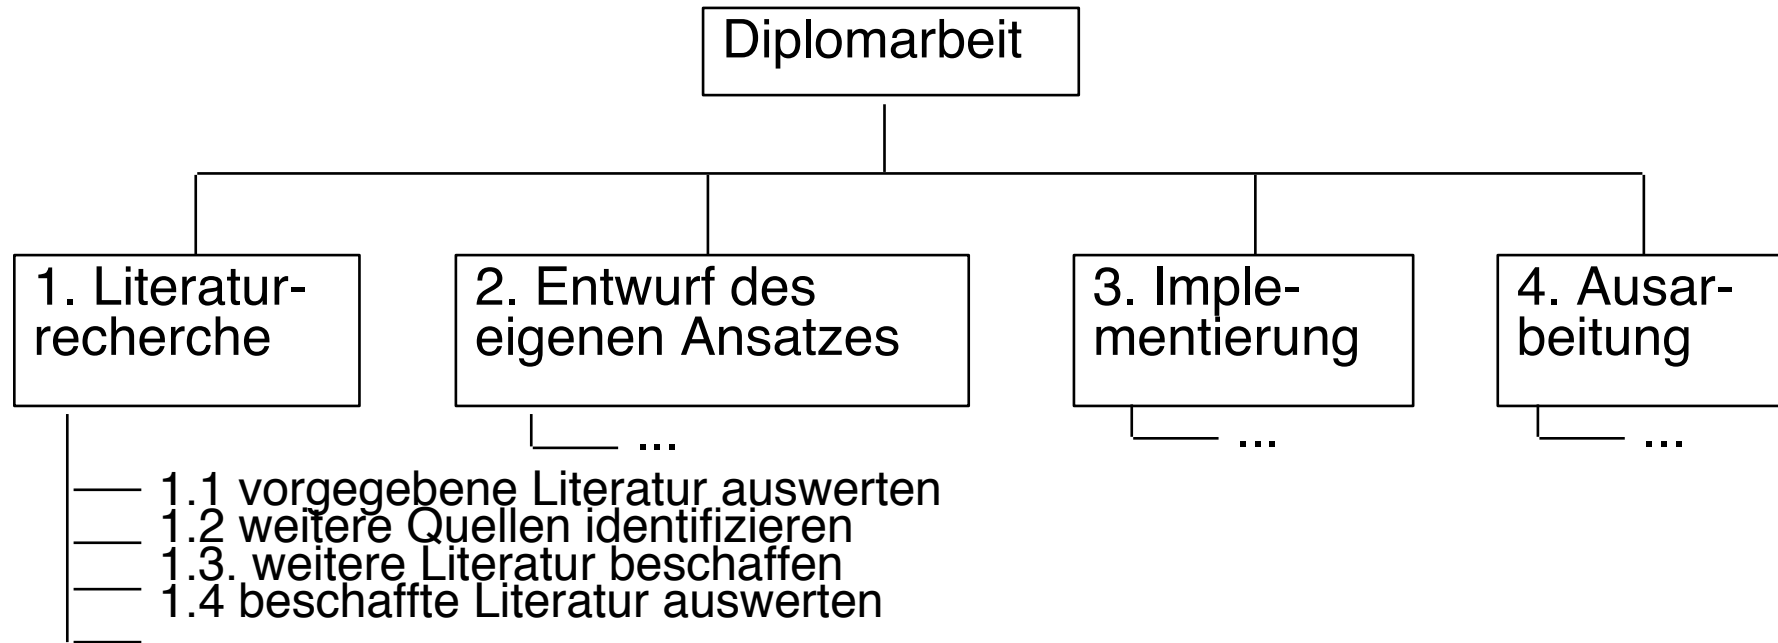 Diplomarbeit
1. Literatur-
recherche
2. Entwurf des
eigenen Ansatzes
3. Imple-
mentierung
4. Ausar-
beitung
...
...
...
1.1 vorgegebene Literatur auswerten
1.2 weitere Quellen identifizieren
1.3. weitere Literatur beschaffen
1.4 beschaffte Literatur auswerten